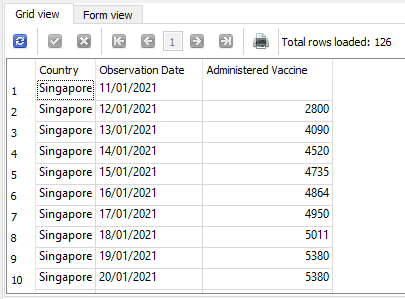 Grid view Form view
1 Total rows loaded: 126
Country Observation Date Administered Vaccine
1 Singapore 11/01/2021
2 Singapore 12/01/2021 2800
3 Singapore 13/01/2021 4090
4 Singapore 14/01/2021 4520
5 Singapore 15/01/2021 4735
6 Singapore 16/01/2021 4864
7 Singapore 17/01/2021 4950
8 Singapore 18/01/2021 5011
9 Singapore 19/01/2021 5380
10 Singapore 20/01/2021 5380